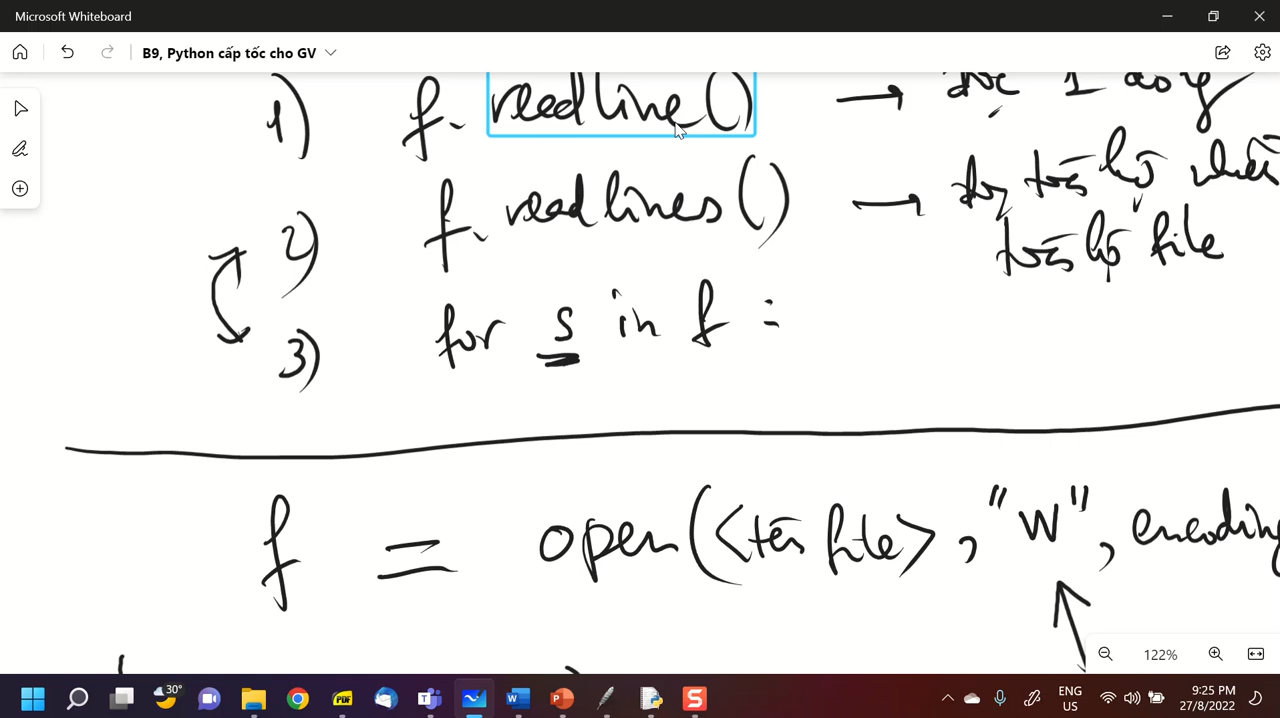 Microsoft Whiteboard
B9, Python cấp tốc cho GV
1) f. readline() → đọc 1 dòng
2) f. readlines() → đọc toàn bộ
toàn bộ file
3) for s in f :
f = open(<tên file>, "w", encoding
122%
30°
ENG
US
9:25 PM
27/8/2022